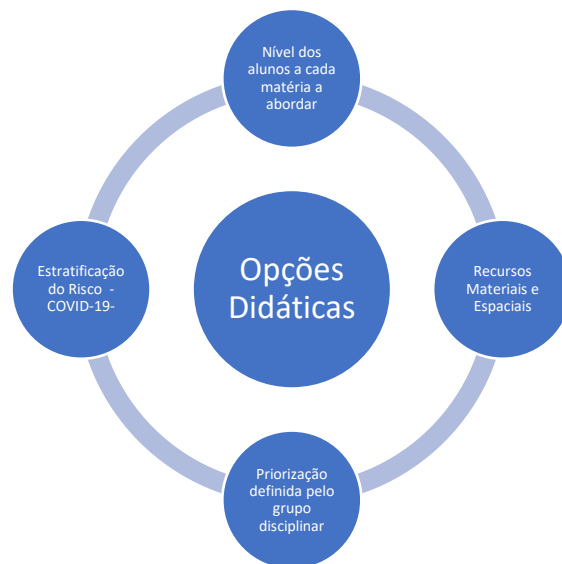 Nível dos
alunos a cada
matéria a
abordar
Estratificação
do Risco -
COVID-19-
Opções
Didáticas
Recursos
Materiais e
Espaciais
Priorização
definida pelo
grupo
disciplinar